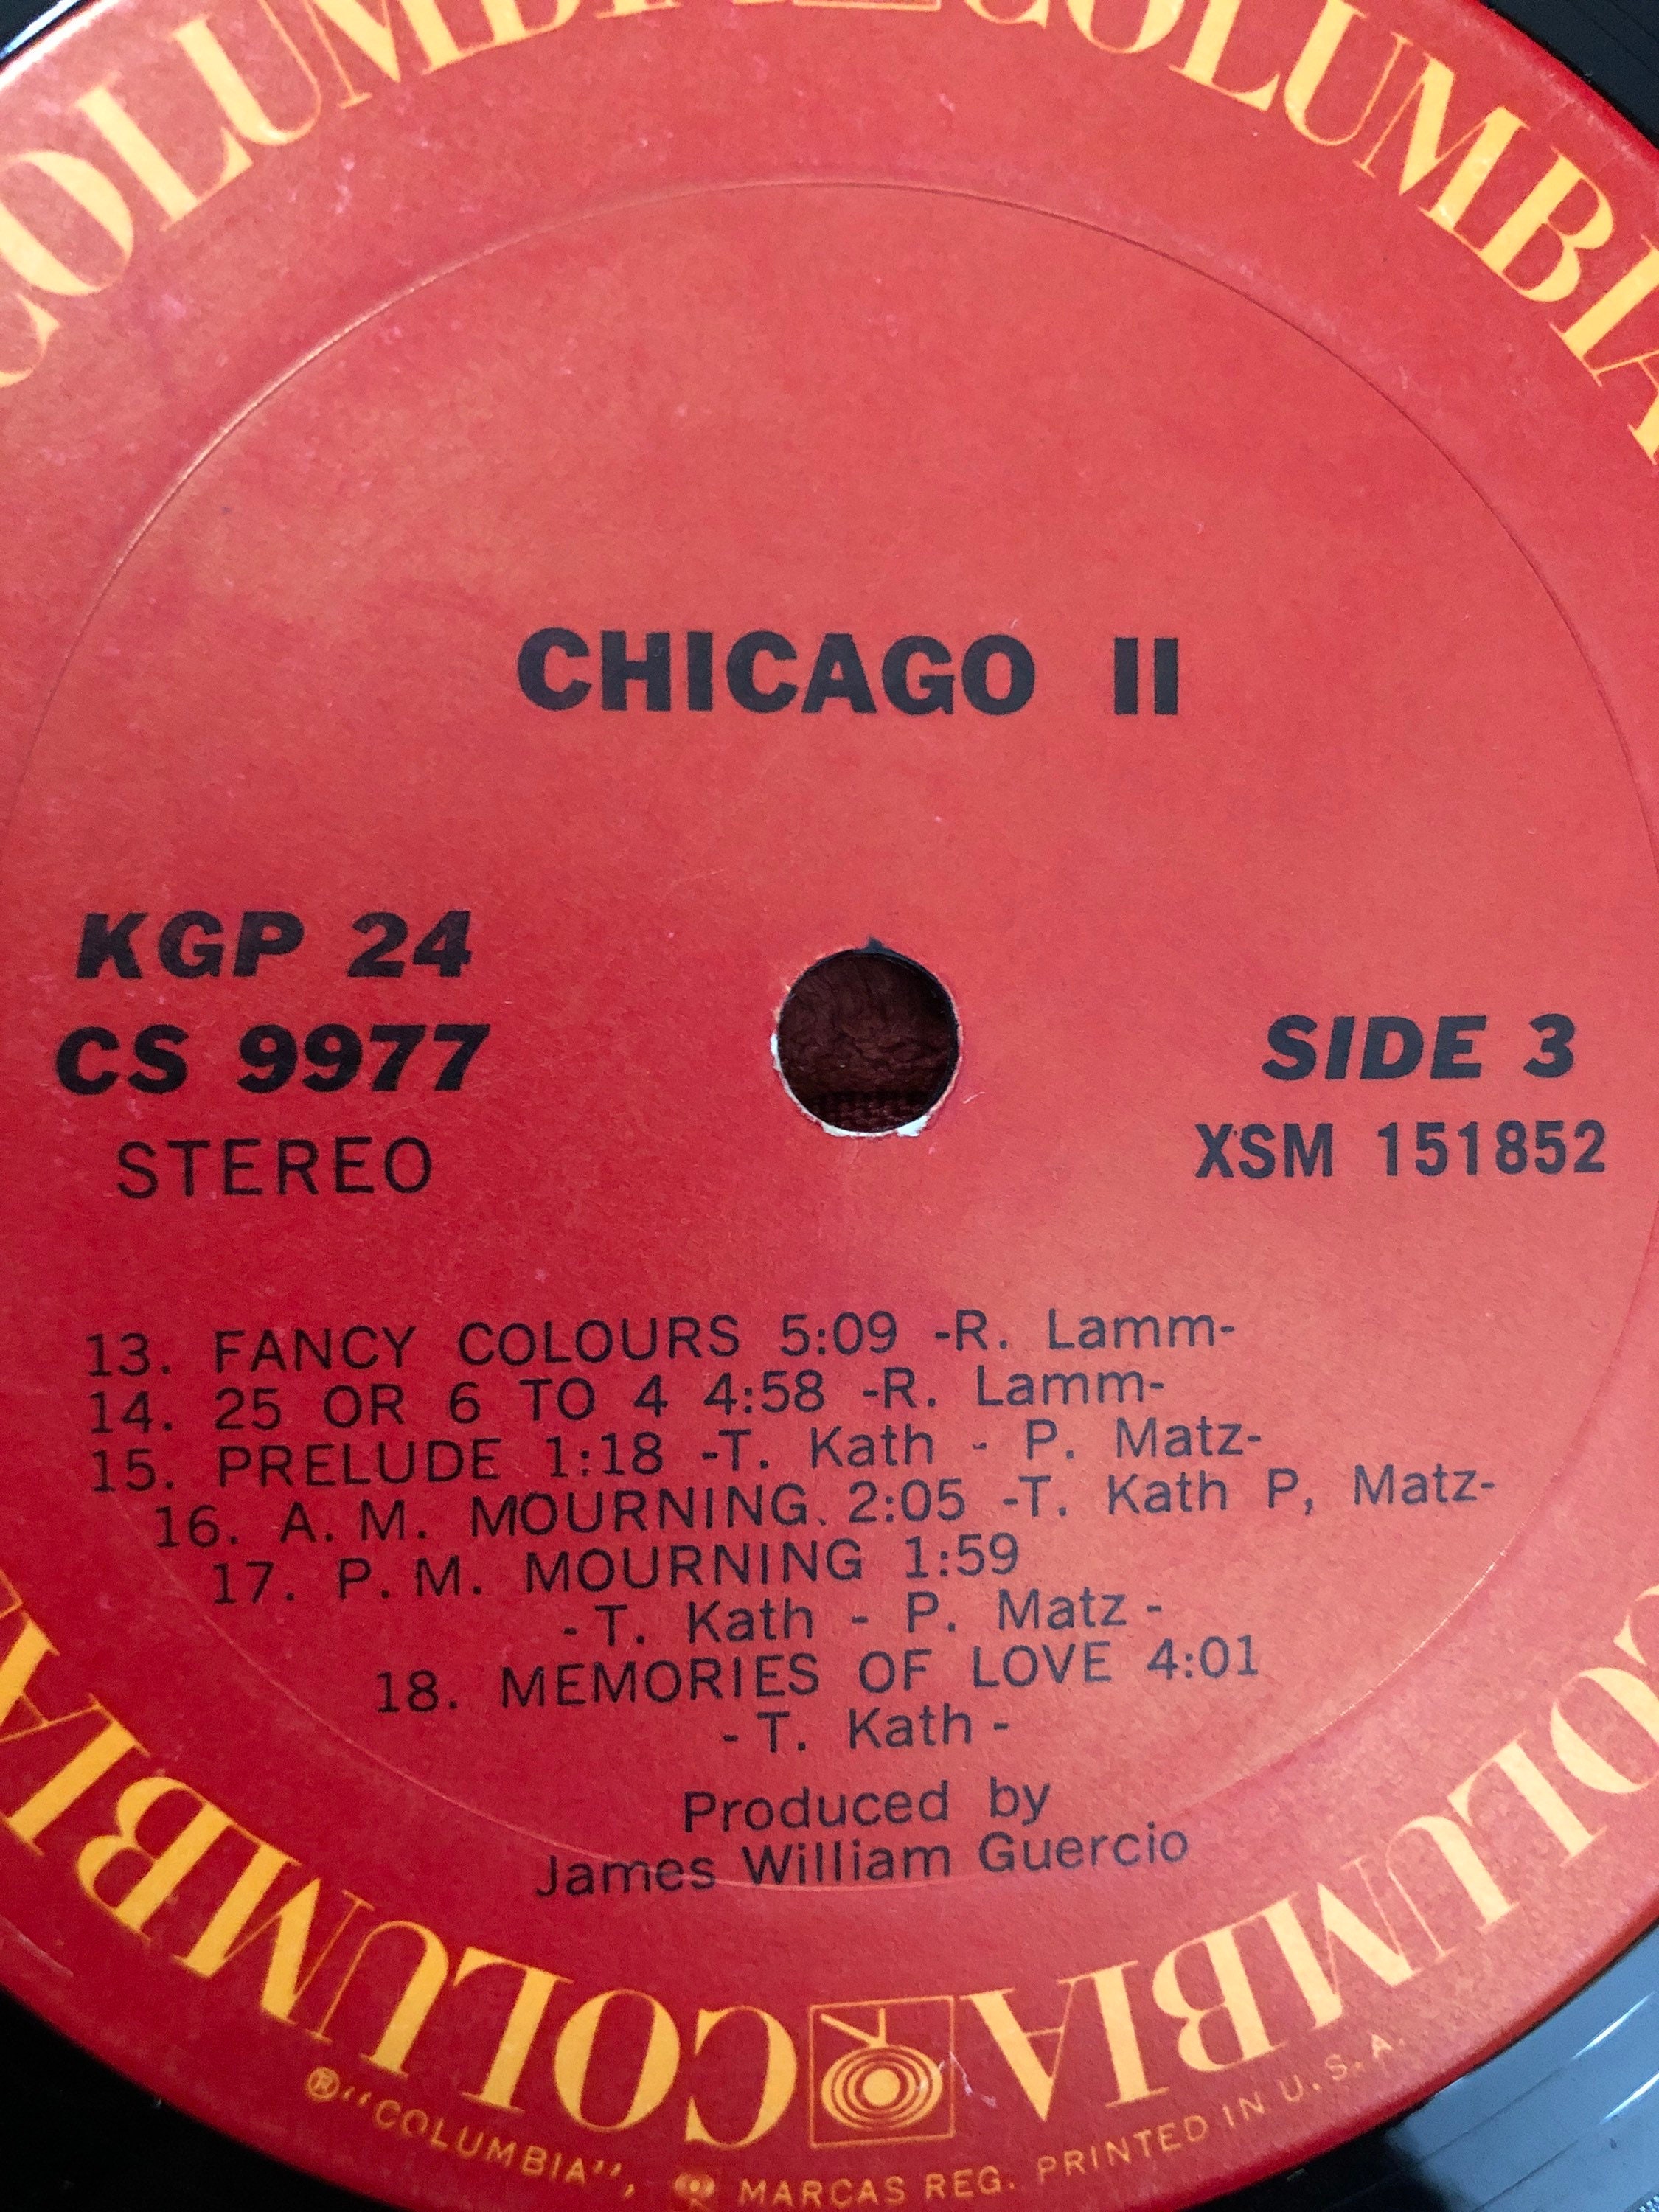 COLUMBIA COLUMBIA
CHICAGO II
KGP 24
CS 9977
STEREO
SIDE 3
XSM 151852
13. FANCY COLOURS 5:09 -R. Lamm-
14. 25 OR 6 TO 4 4:58 -R. Lamm-
15. PRELUDE 1:18 -T. Kath - P. Matz-
16. A.M. MOURNING. 2:05 -T. Kath P, Matz-
17. P.M. MOURNING 1:59
-T. Kath - P. Matz -
18. MEMORIES OF LOVE 4:01
- T. Kath -
Produced by
James William Guercio
COLUMBIA COLUMBIA
COLUMBIA COLUMBIA
®"COLUMBIA", MARCAS REG. PRINTED IN U.S.A.